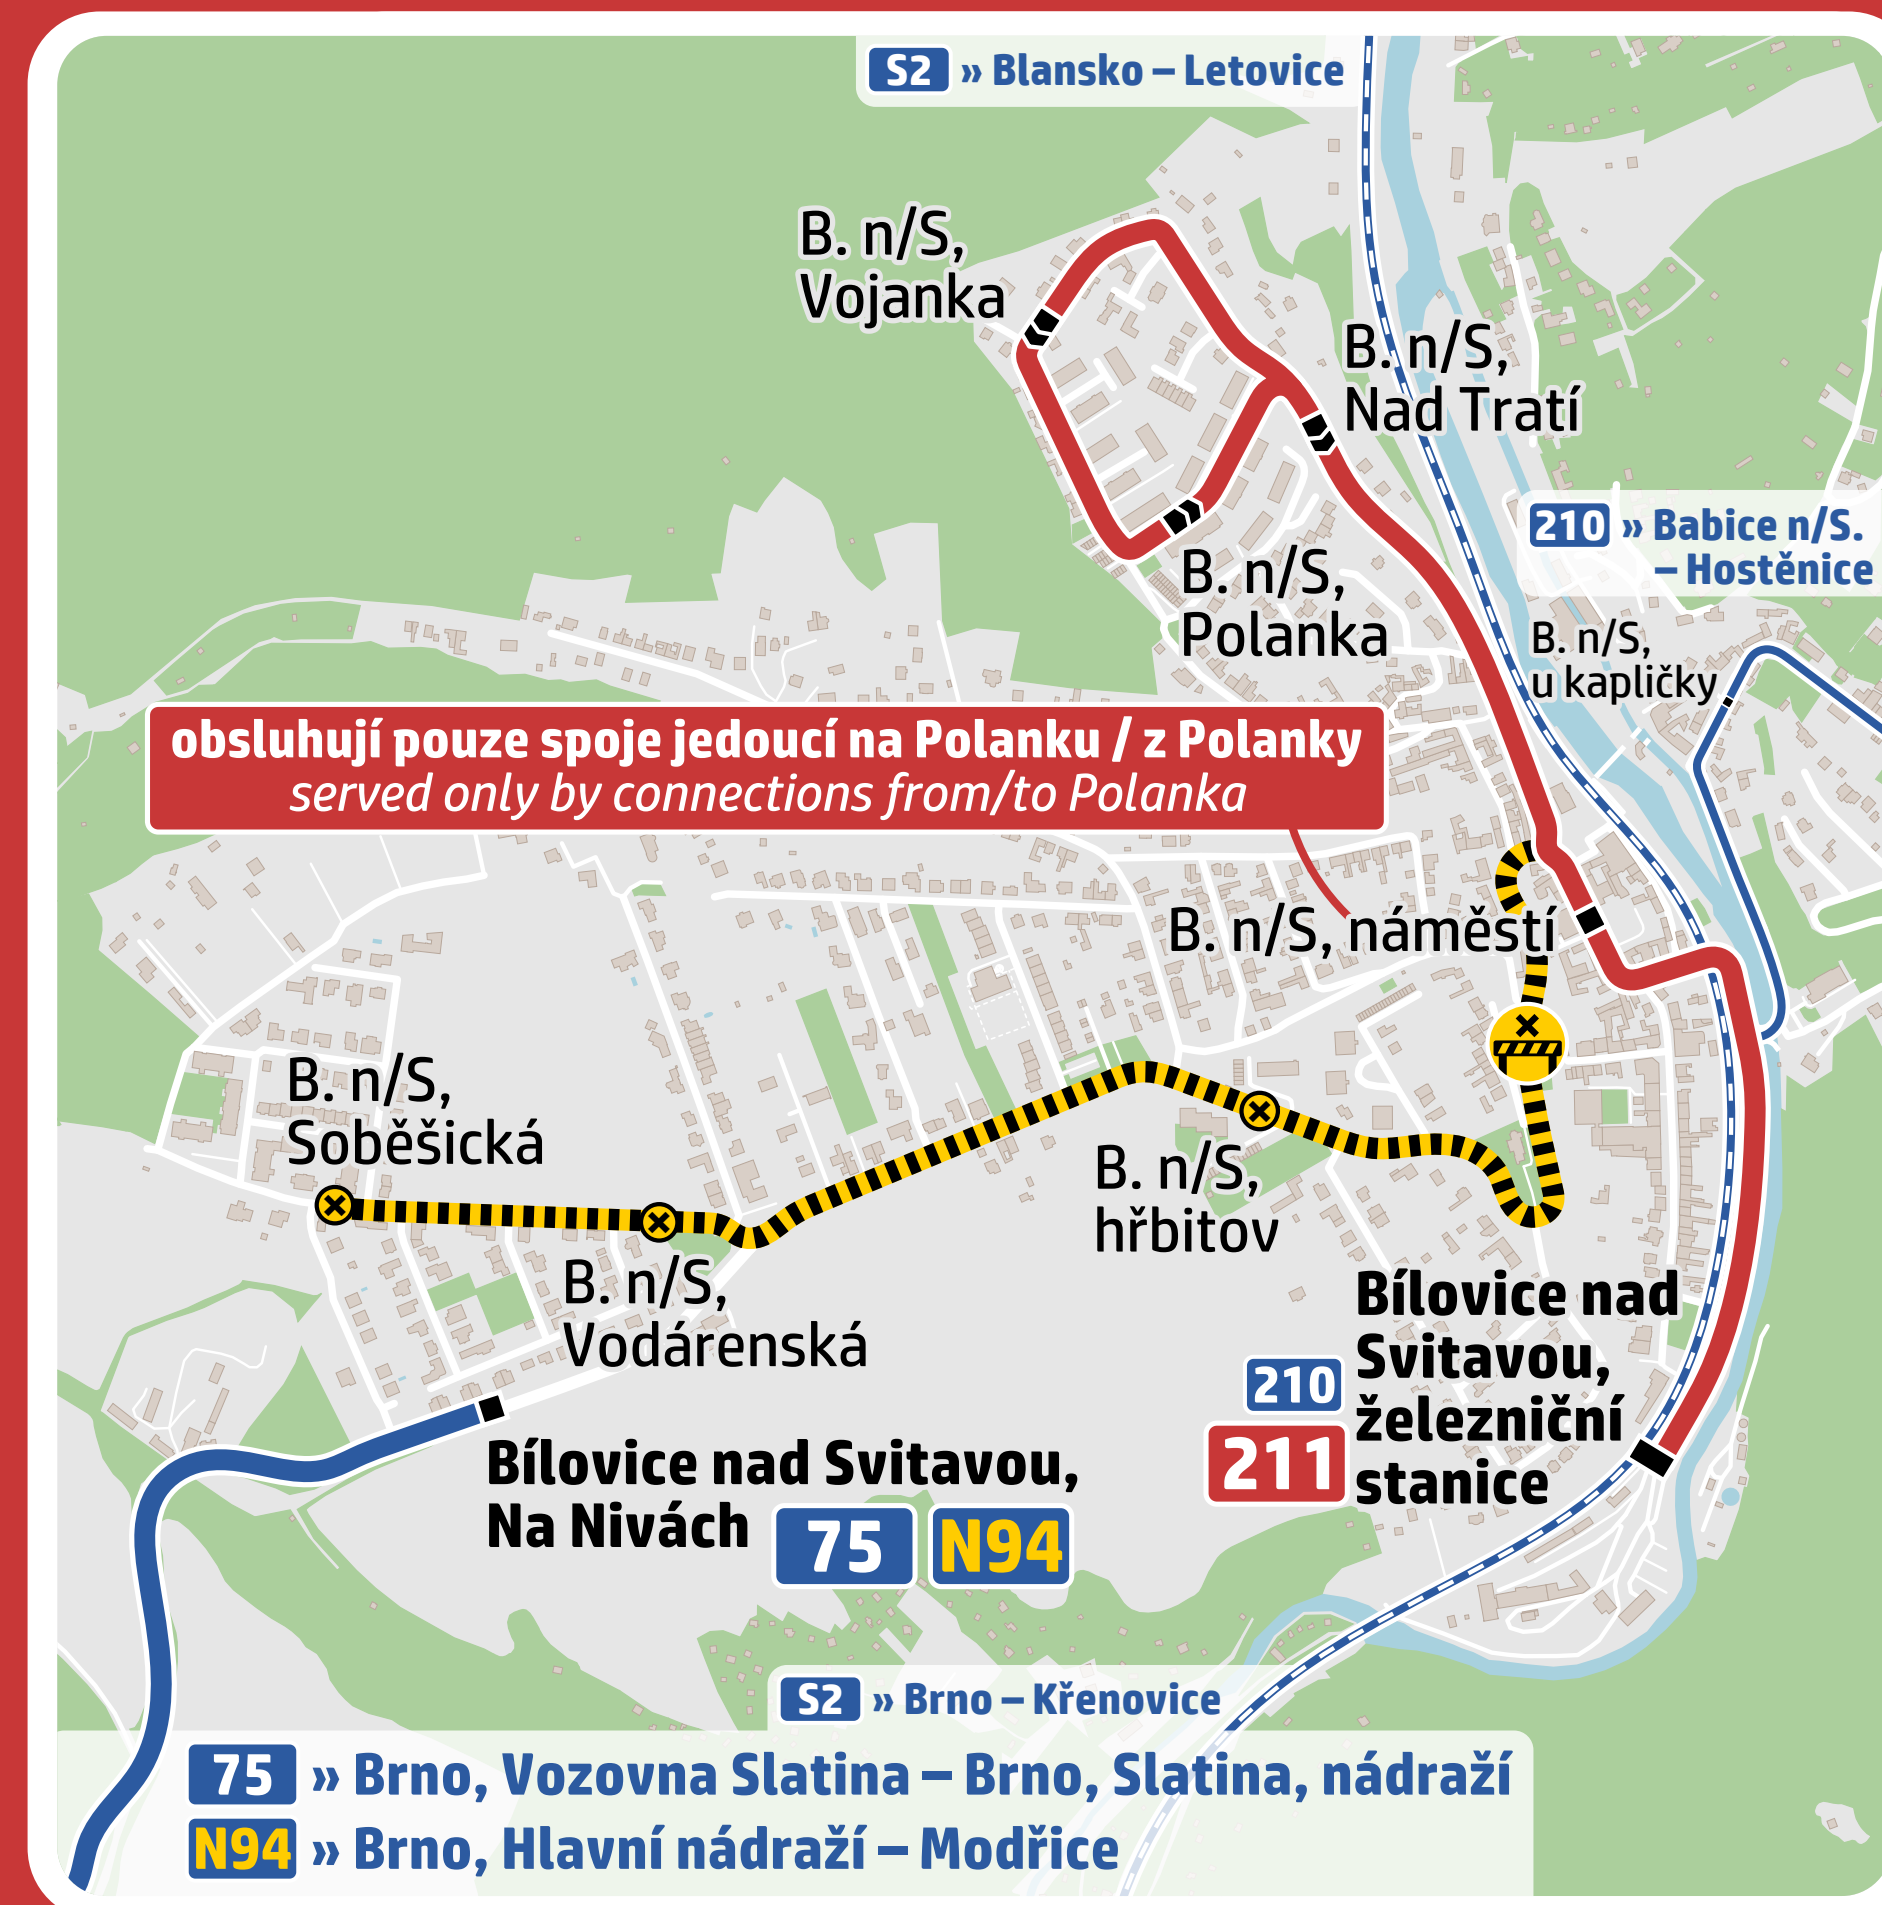 S2 » Blansko – Letovice
B. n/S,
Vojanka
B. n/S,
Nad Tratí
210 » Babice n/S.
– Hostěnice
B. n/S,
Polanka
B. n/S,
u kapličky
obsluhují pouze spoje jedoucí na Polanku / z Polanky
served only by connections from/to Polanka
B. n/S, náměstí
B. n/S,
Soběšická
B. n/S,
hřbitov
B. n/S,
Vodárenská
Bílovice nad
Svitavou,
železniční
stanice
210
211
Bílovice nad Svitavou,
Na Nivách 75 N94
S2 » Brno – Křenovice
75 » Brno, Vozovna Slatina – Brno, Slatina, nádraží
N94 » Brno, Hlavní nádraží – Modřice